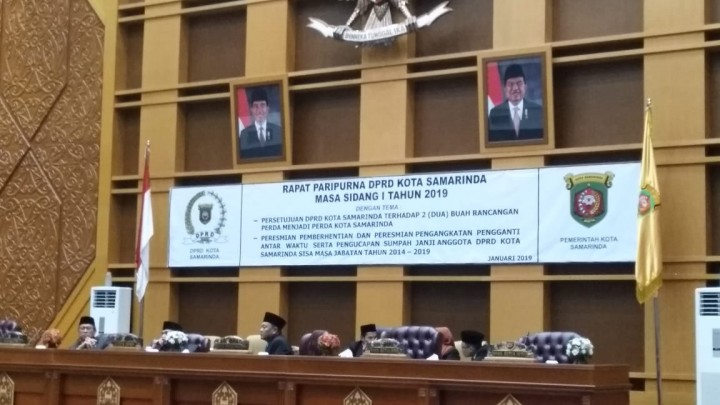 BHINNEKA TUNGGAL IKA
RAPAT PARIPURNA DPRD KOTA SAMARINDA
MASA SIDANG I TAHUN 2019
DENGAN TEMA
- PERSETUJUAN DPRD KOTA SAMARINDA TERHADAP 2 (DUA) BUAH RANCANGAN
PERDA MENJADI PERDA KOTA SAMARINDA
- PERESMIAN PEMBERHENTIAN DAN PERESMIAN PENGANGKATAN PENGGANTI
ANTAR WAKTU SERTA PENGUCAPAN SUMPAH JANJI ANGGOTA DPRD KOTA
SAMARINDA SISA MASA JABATAN TAHUN 2014 – 2019
JANUARI 2019
DPRD
DPRD KOTA
SAMARINDA
PEMERINTAH KOTA
SAMARINDA